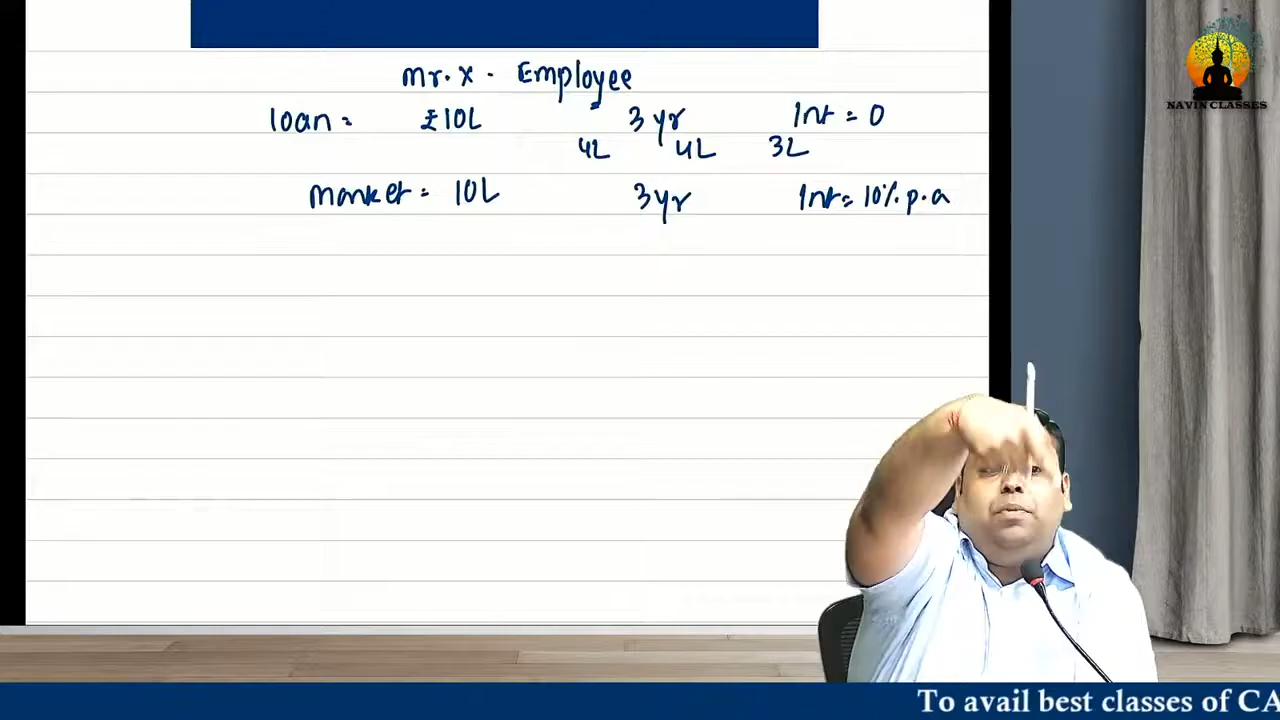 mr. x - Employee
loan = ₹10L 3 yr Int = 0
4L 4L 3L
market = 10L 3yr Int = 10% p.a
NAVIN CLASSES
To avail best classes of CA